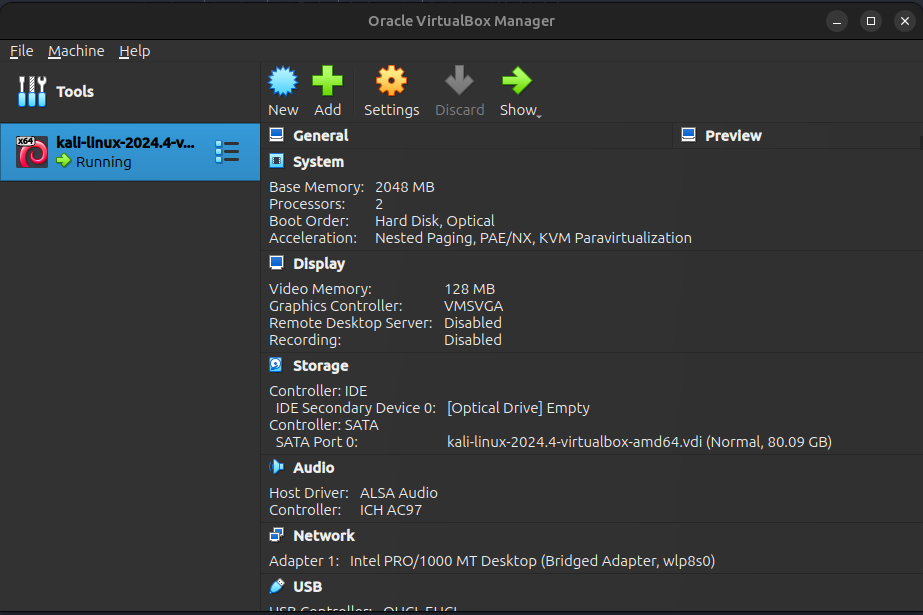 Oracle VirtualBox Manager
File Machine Help
Tools
New Add Settings Discard Show
x64
kali-linux-2024.4-v...
Running
General
Preview
System
Base Memory: 2048 MB
Processors: 2
Boot Order: Hard Disk, Optical
Acceleration: Nested Paging, PAE/NX, KVM Paravirtualization
Display
Video Memory: 128 MB
Graphics Controller: VMSVGA
Remote Desktop Server: Disabled
Recording: Disabled
Storage
Controller: IDE
IDE Secondary Device 0: [Optical Drive] Empty
Controller: SATA
SATA Port 0: kali-linux-2024.4-virtualbox-amd64.vdi (Normal, 80.09 GB)
Audio
Host Driver: ALSA Audio
Controller: ICH AC97
Network
Adapter 1: Intel PRO/1000 MT Desktop (Bridged Adapter, wlp8s0)
USB
USB Controller: OHCI, EHCI